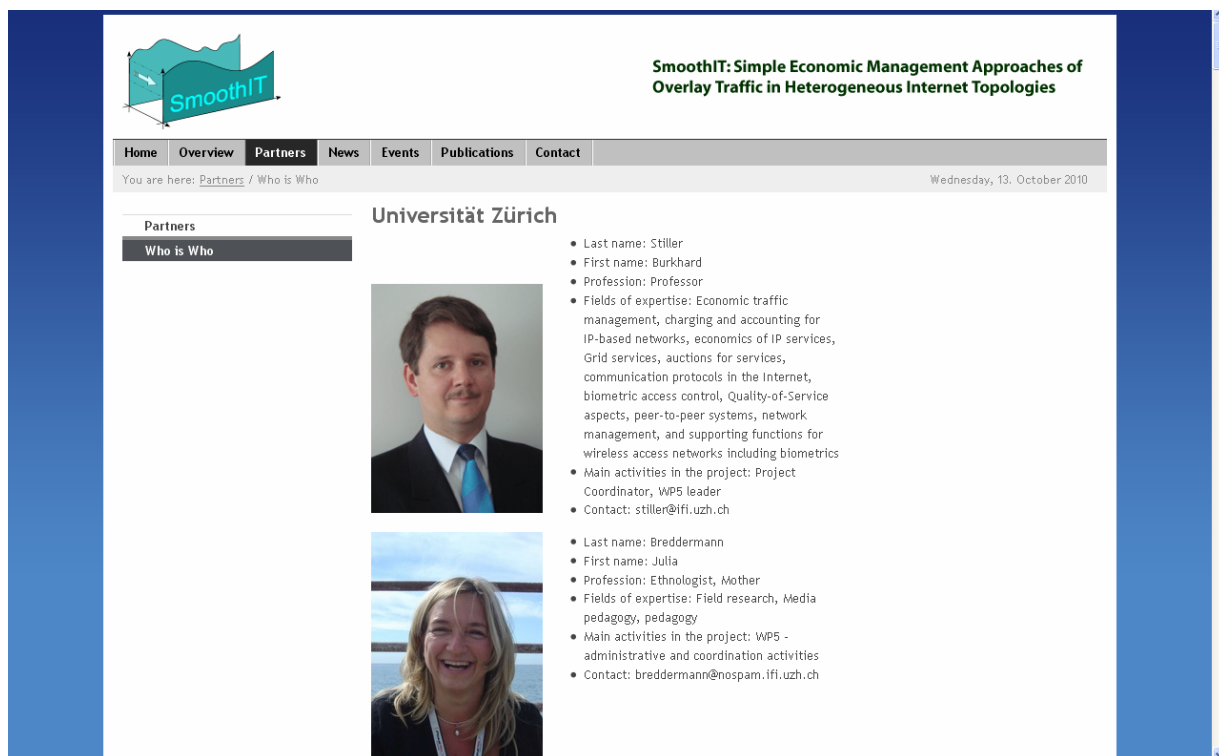 SmoothIT
SmoothIT: Simple Economic Management Approaches of
Overlay Traffic in Heterogeneous Internet Topologies
Home Overview Partners News Events Publications Contact
You are here: Partners / Who is Who
Wednesday, 13. October 2010
Partners
Who is Who
Universität Zürich
• Last name: Stiller
• First name: Burkhard
• Profession: Professor
• Fields of expertise: Economic traffic
management, charging and accounting for
IP-based networks, economics of IP services,
Grid services, auctions for services,
communication protocols in the Internet,
biometric access control, Quality-of-Service
aspects, peer-to-peer systems, network
management, and supporting functions for
wireless access networks including biometrics
• Main activities in the project: Project
Coordinator, WP5 leader
• Contact: stiller@ifi.uzh.ch
• Last name: Breddermann
• First name: Julia
• Profession: Ethnologist, Mother
• Fields of expertise: Field research, Media
pedagogy, pedagogy
• Main activities in the project: WP5 -
administrative and coordination activities
• Contact: breddermann@nospam.ifi.uzh.ch